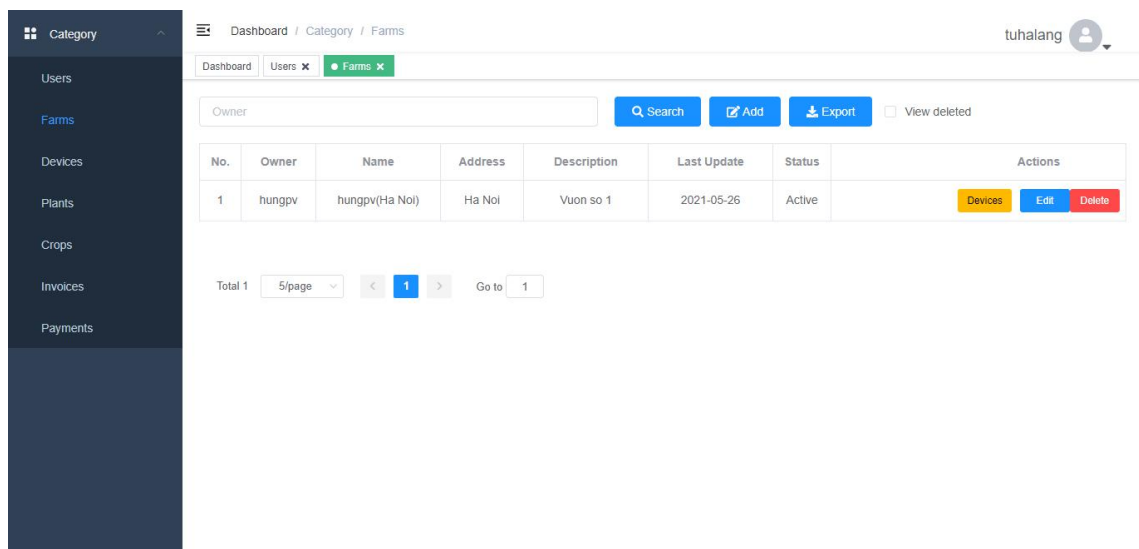 Category
Users
Farms
Devices
Plants
Crops
Invoices
Payments
Dashboard / Category / Farms
tuhalang
Dashboard Users × Farms ×
Owner Search Add Export View deleted
No. Owner Name Address Description Last Update Status Actions
1 hungpv hungpv(Ha Noi) Ha Noi Vuon so 1 2021-05-26 Active Devices Edit Delete
Total 1 5/page < 1 > Go to 1